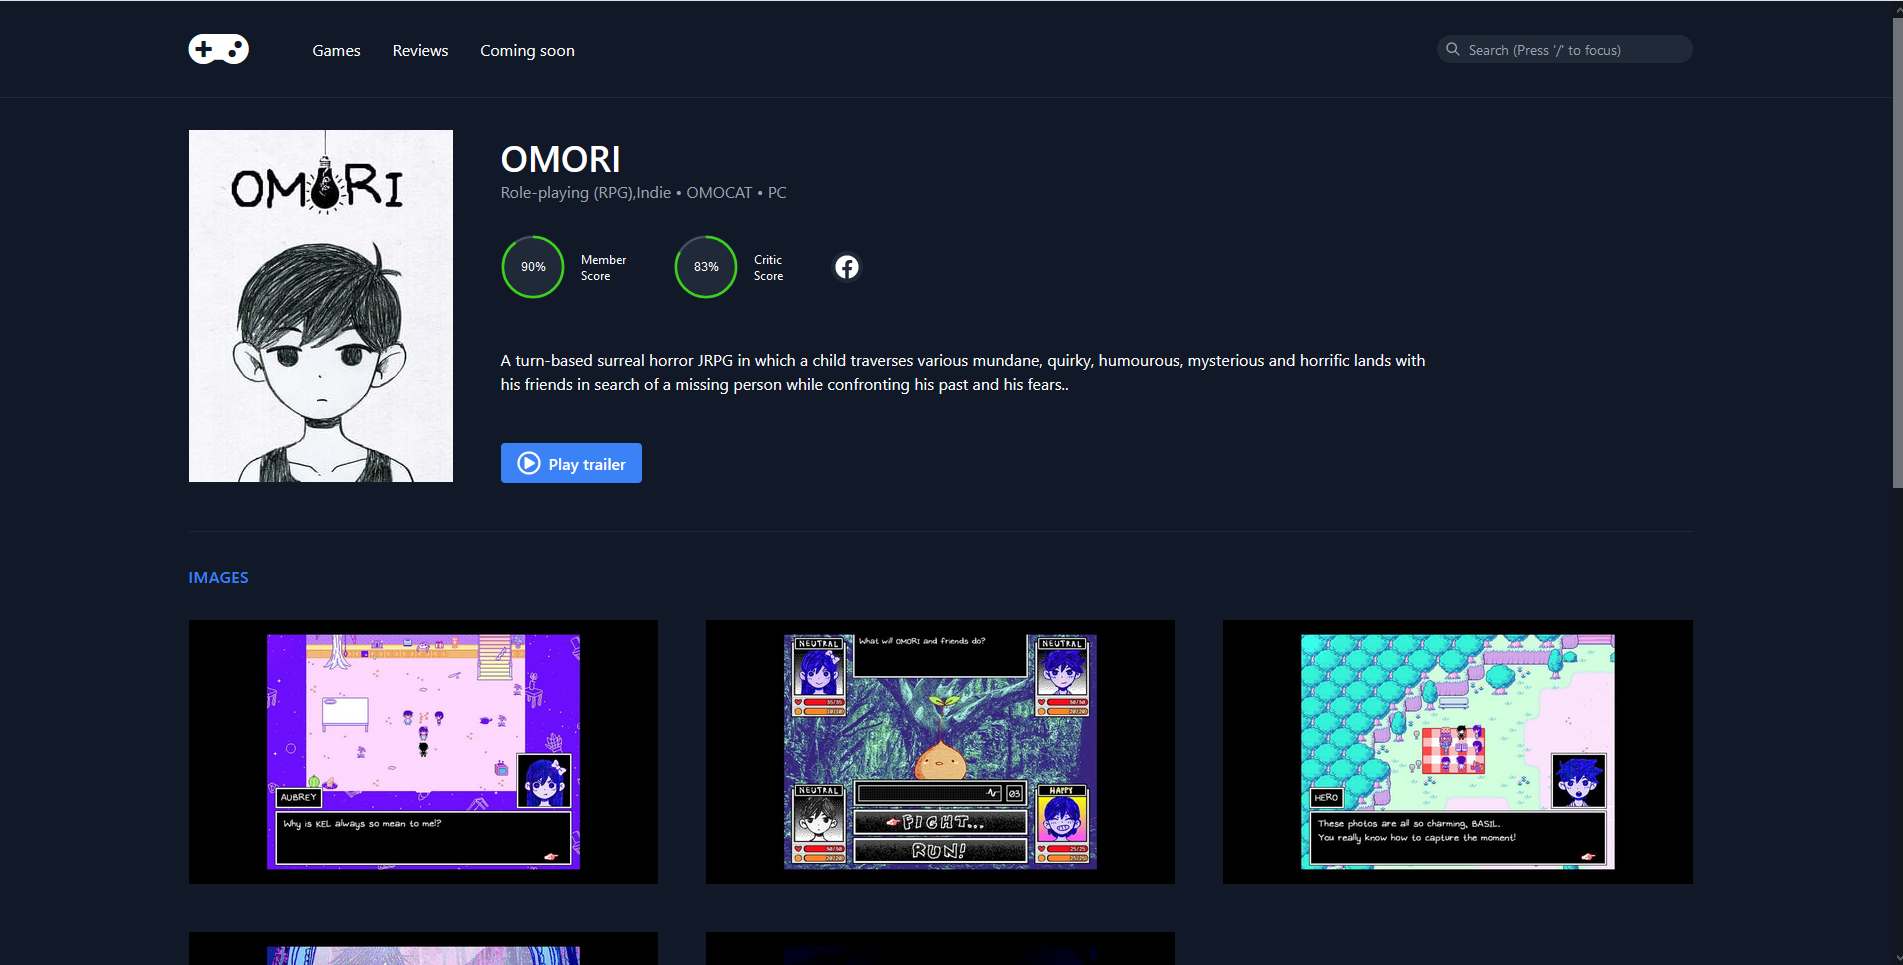 Games Reviews Coming soon
Search (Press '/' to focus)
OMORI
OMORI
Role-playing (RPG),Indie • OMOCAT • PC
90%
Member
Score
83%
Critic
Score
A turn-based surreal horror JRPG in which a child traverses various mundane, quirky, humourous, mysterious and horrific lands with
his friends in search of a missing person while confronting his past and his fears..
Play trailer
IMAGES
AUBREY
Why is KEL always so mean to me!?
NEUTRAL
What will OMORI and friends do?
NEUTRAL
NEUTRAL
HAPPY
03
FIGHT...
RUN!
HERO
These photos are all so charming, BASIL.
You really know how to capture the moment!